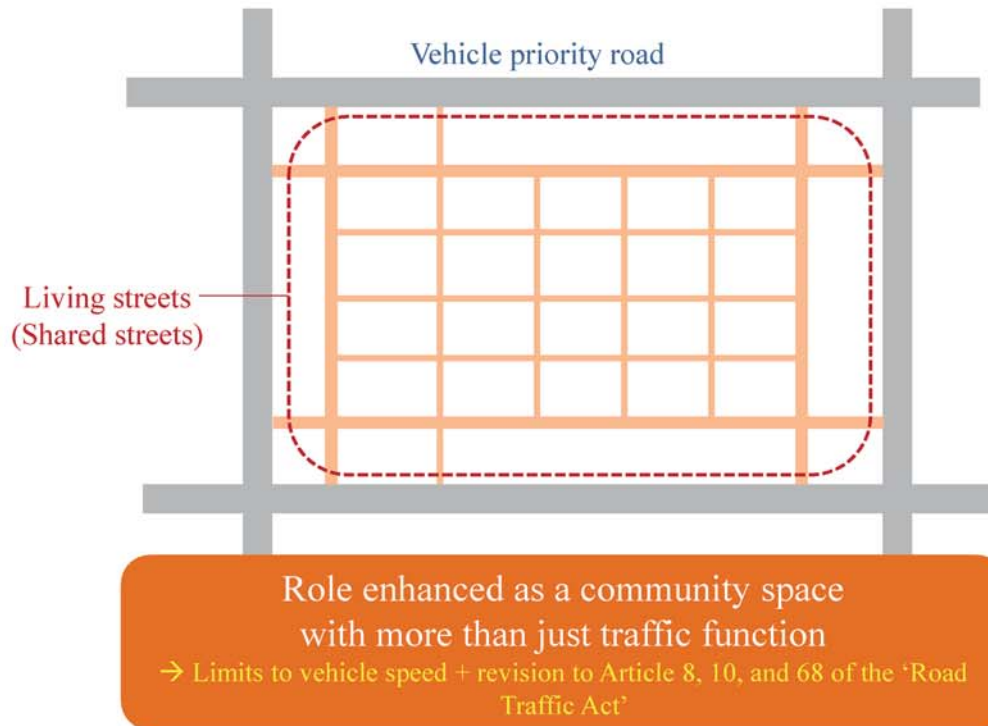 Vehicle priority road
Living streets
(Shared streets)
Role enhanced as a community space
with more than just traffic function
→ Limits to vehicle speed + revision to Article 8, 10, and 68 of the ‘Road
Traffic Act’